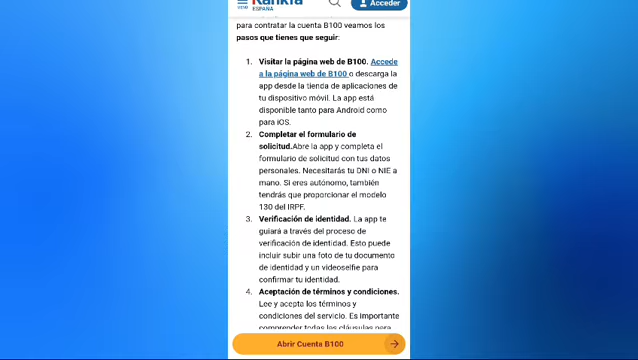 MENÚ
Rankia
ESPAÑA
Acceder
para contratar la cuenta B100 veamos los
pasos que tienes que seguir:
1. Visitar la página web de B100. Accede
a la página web de B100 o descarga la
app desde la tienda de aplicaciones de
tu dispositivo móvil. La app está
disponible tanto para Android como
para iOS.
2. Completar el formulario de
solicitud.Abre la app y completa el
formulario de solicitud con tus datos
personales. Necesitarás tu DNI o NIE a
mano. Si eres autónomo, también
tendrás que proporcionar el modelo
130 del IRPF.
3. Verificación de identidad. La app te
guiará a través del proceso de
verificación de identidad. Esto puede
incluir subir una foto de tu documento
de identidad y un videoselfie para
confirmar tu identidad.
4. Aceptación de términos y condiciones.
Lee y acepta los términos y
condiciones del servicio. Es importante
comprender todas las cláusulas para
Abrir Cuenta B100